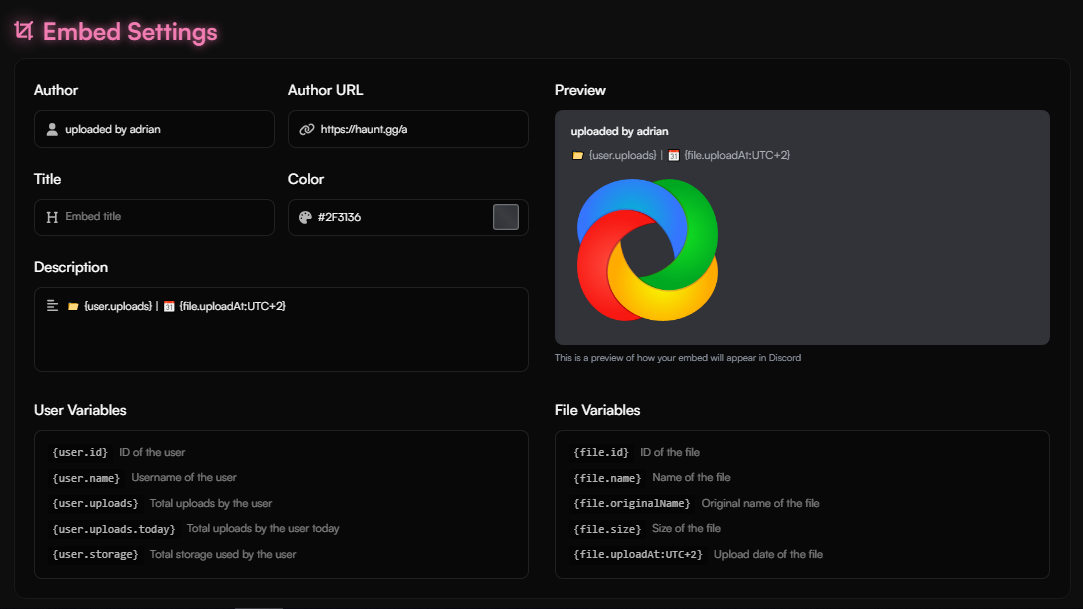 Embed Settings
Author
uploaded by adrian
Author URL
https://haunt.gg/a
Title
Embed title
Color
#2F3136
Description
📁 {user.uploads} | 📅 {file.uploadAt:UTC+2}
Preview
uploaded by adrian
📁 {user.uploads} | 📅 {file.uploadAt:UTC+2}
This is a preview of how your embed will appear in Discord
User Variables
{user.id} ID of the user
{user.name} Username of the user
{user.uploads} Total uploads by the user
{user.uploads.today} Total uploads by the user today
{user.storage} Total storage used by the user
File Variables
{file.id} ID of the file
{file.name} Name of the file
{file.originalName} Original name of the file
{file.size} Size of the file
{file.uploadAt:UTC+2} Upload date of the file